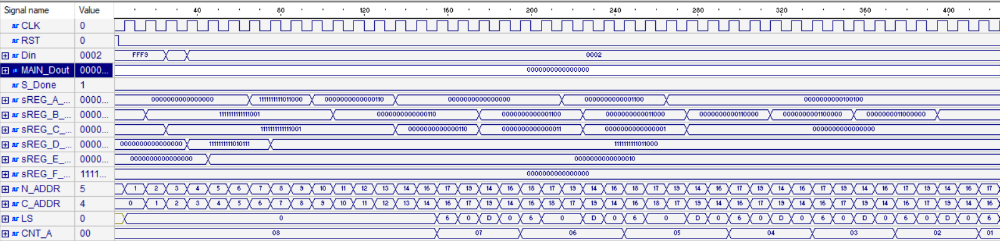 Signal name Value 40 80 120 160 200 240 280 320 360 400
CLK 0
RST 0
Din 0002 FFF9 0002
MAIN_Dout 0000... 0000000000000000
S_Done 1
sREG_A_... 0000... 0000000000000000 1111111111011000 0000000000000110 0000000000000000 0000000000001100 0000000000100100
sREG_B_... 0000... 1111111111111001 0000000000000110 0000000000001100 0000000000011000 0000000000110000 0000000001100000 0000000011000000
sREG_C_... 0000... 1111111111111001 0000000000000110 0000000000000011 0000000000000001 0000000000000000
sREG_D_... 0000... 0000000000000000 1111111111010111 1111111111011000
sREG_E_... 0000... 0000000000000000 0000000000000010
sREG_F_... 1111... 0000000000000000
N_ADDR 5 1 2 3 4 5 6 7 8 9 10 11 12 13 14 16 17 19 14 16 18 17 19 14 16 18 17 19 14 16 17 19 14 16 17 19 14 16 17 19 14 16 17
C_ADDR 4 0 1 2 3 4 5 6 7 8 9 10 11 12 13 14 16 17 19 14 16 18 17 19 14 16 18 17 19 14 16 17 19 14 16 17 19 14 16 17 19 14 16
LS 0 0 6 0 D 0 6 0 D 0 6 0 D 0 6 0 D 0 6 0 D 0 6 0 D 0 6
CNT_A 00 08 07 06 05 04 03 02 01